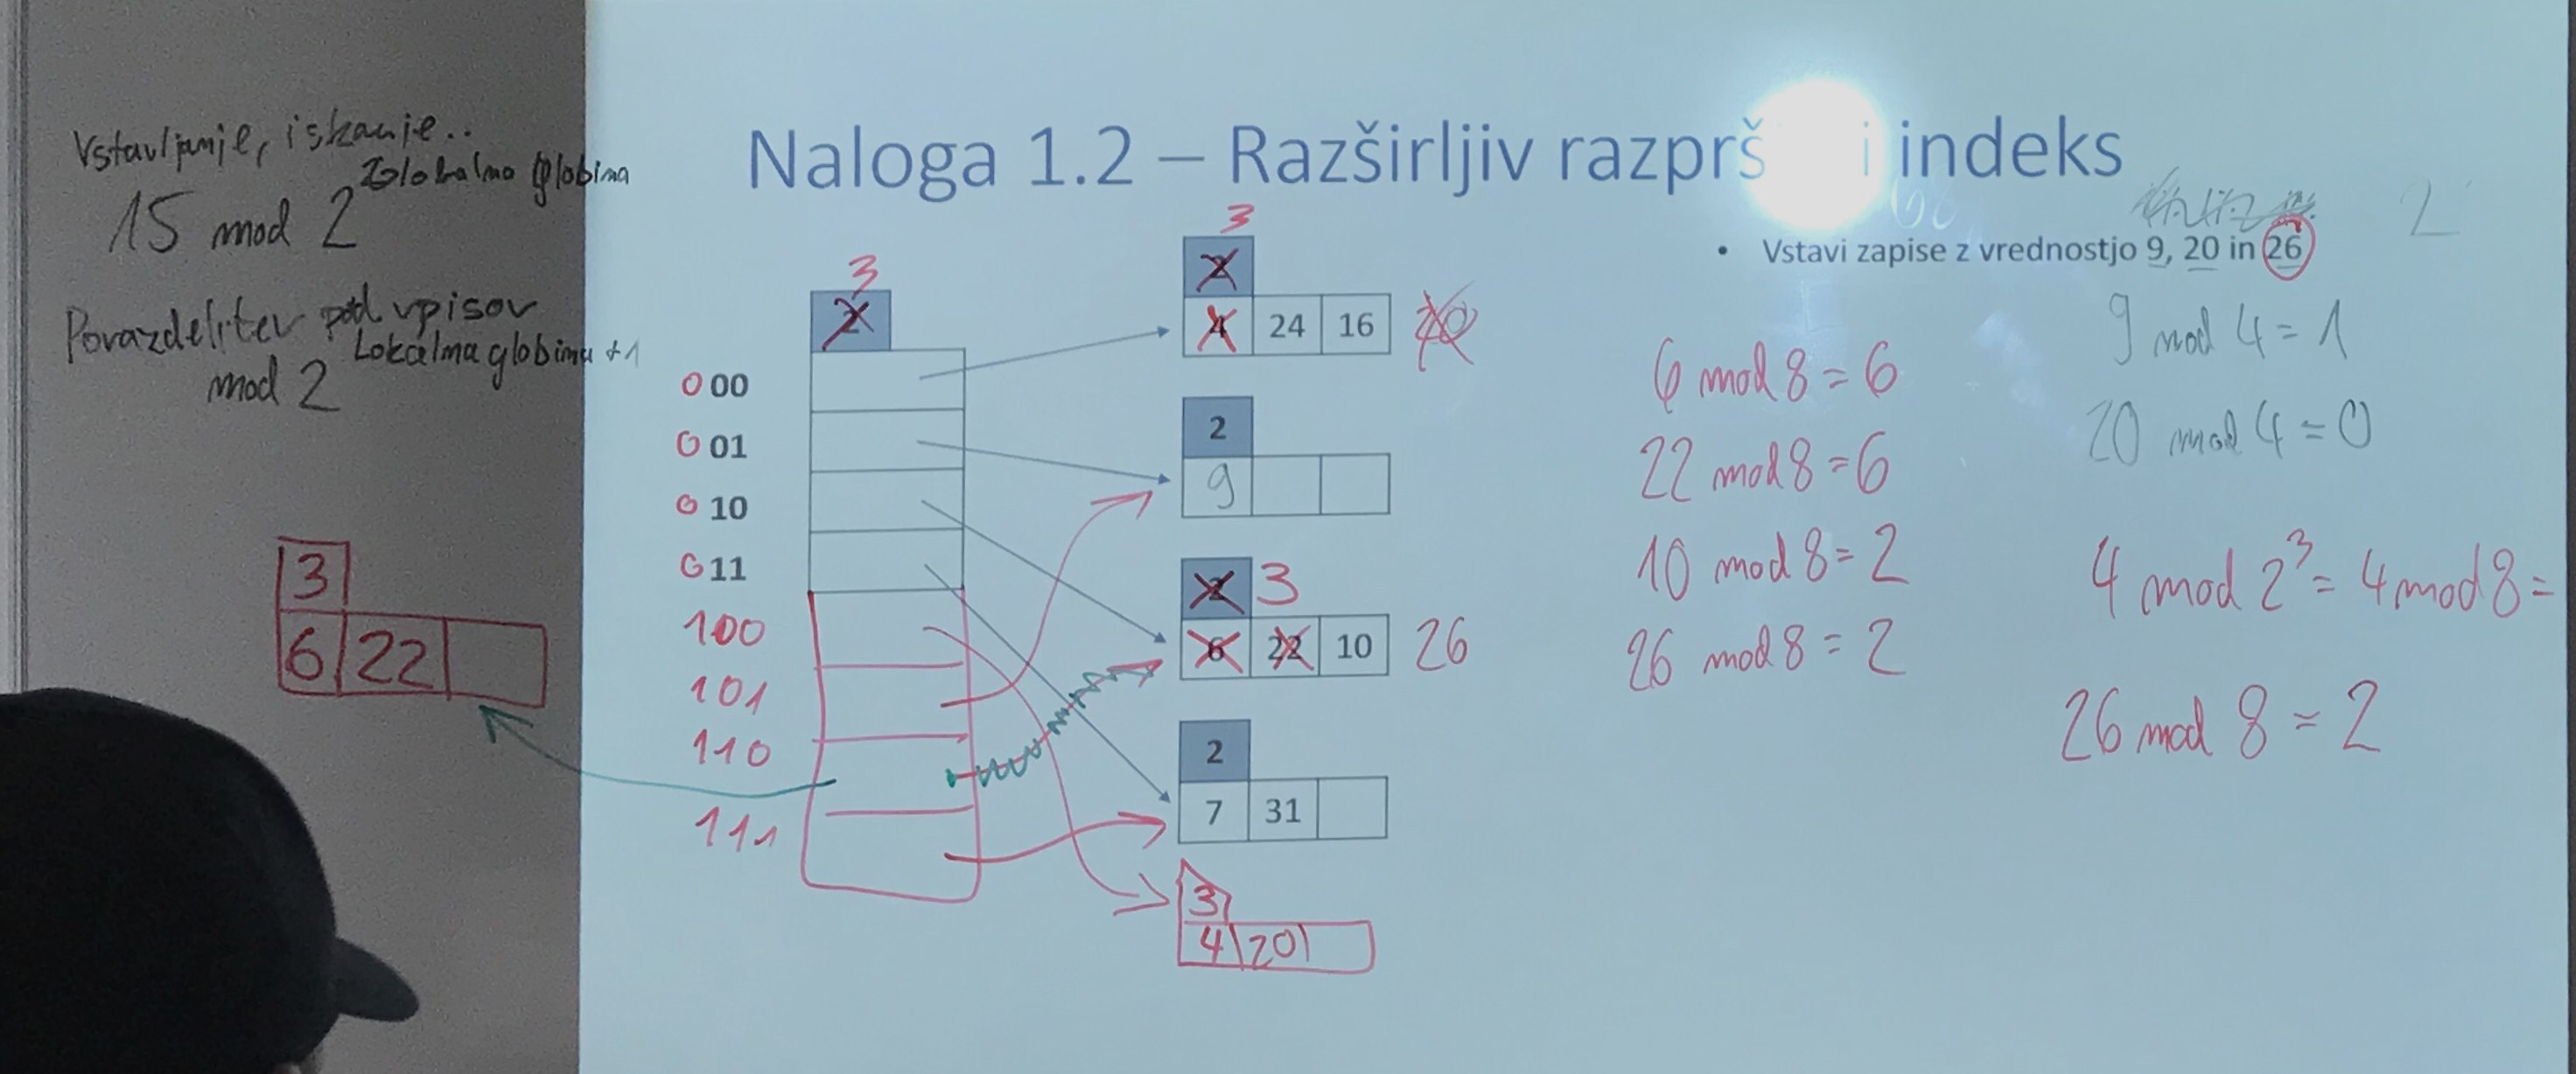 Vstavljanje, iskanje..
15 mod 2 Globalna globina
Porazdelitev vpisov
mod 2 Lokalna globina +1
3
6 22
Naloga 1.2 – Razširljiv razprš i indeks
• Vstavi zapise z vrednostjo 9, 20 in 26
3
2
000
001
010
011
100
101
110
111
3
2
4 24 16 20
2
9
2 3
6 22 10 26
2
7 31
3
4 20
6 mod 8 = 6
22 mod 8 = 6
10 mod 8 = 2
26 mod 8 = 2
9 mod 4 = 1
20 mod 4 = 0
4 mod 2³ = 4 mod 8 =
26 mod 8 = 2